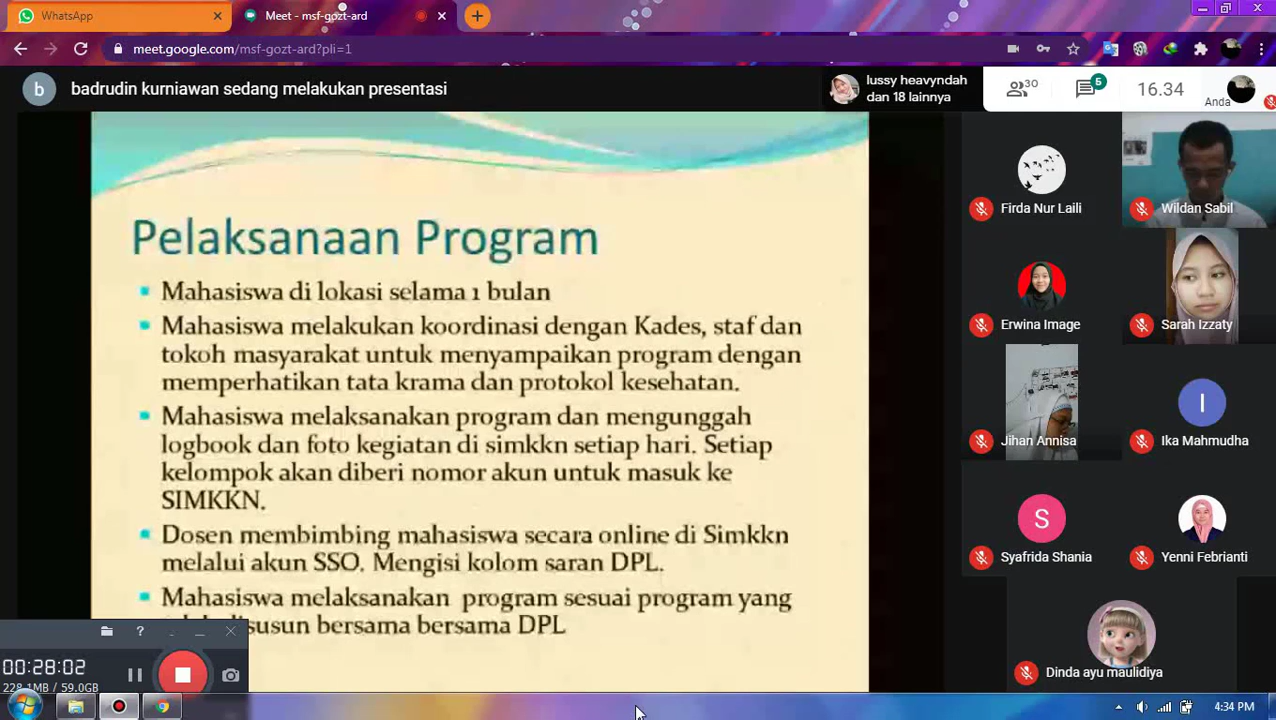 WhatsApp
Meet - msf-gozt-ard
meet.google.com/msf-gozt-ard?pli=1
b
badrudin kurniawan sedang melakukan presentasi
lussy heavyndah
dan 18 lainnya
30
5
16.34
Anda
Pelaksanaan Program
Mahasiswa di lokasi selama 1 bulan
Mahasiswa melakukan koordinasi dengan Kades, staf dan
tokoh masyarakat untuk menyampaikan program dengan
memperhatikan tata krama dan protokol kesehatan.
Mahasiswa melaksanakan program dan mengunggah
logbook dan foto kegiatan di simkkn setiap hari. Setiap
kelompok akan diberi nomor akun untuk masuk ke
SIMKKN.
Dosen membimbing mahasiswa secara online di Simkkn
melalui akun SSO. Mengisi kolom saran DPL.
Mahasiswa melaksanakan program sesuai program yang
susun bersama bersama DPL
Firda Nur Laili
Wildan Sabil
Erwina Image
Sarah Izzaty
Jihan Annisa
I
Ika Mahmudha
S
Syafrida Shania
Yenni Febrianti
Dinda ayu maulidiya
00:28:02
228.1MB / 59.0GB
4:34 PM